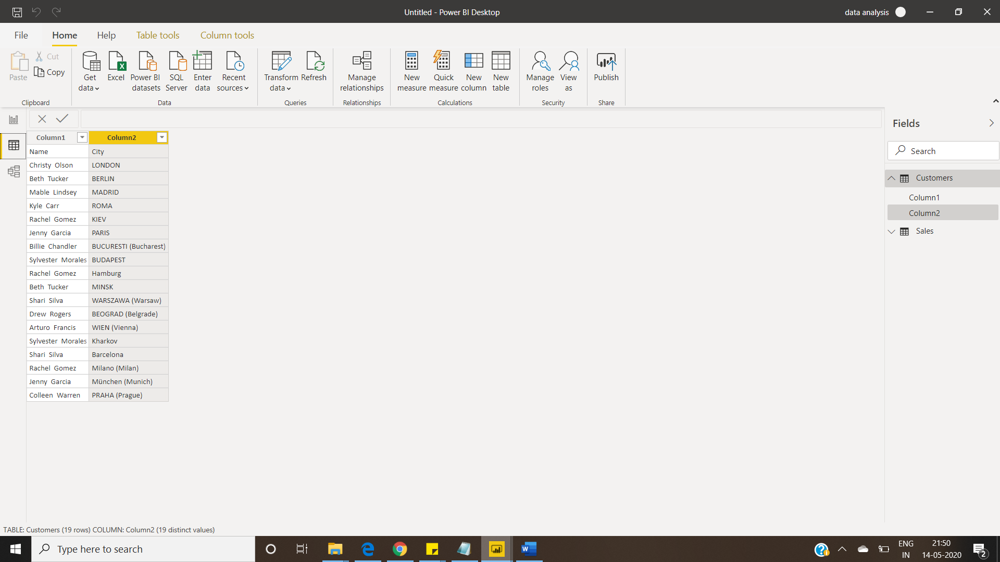 Untitled - Power BI Desktop
data analysis
File Home Help Table tools Column tools
Paste
Cut
Copy
Clipboard
Get data
Excel
Power BI datasets
SQL Server
Enter data
Recent sources
Data
Transform data
Refresh
Queries
Manage relationships
Relationships
New measure
Quick measure
New column
New table
Calculations
Manage roles
View as
Security
Publish
Share
Column1 Column2
Name City
Christy Olson LONDON
Beth Tucker BERLIN
Mable Lindsey MADRID
Kyle Carr ROMA
Rachel Gomez KIEV
Jenny Garcia PARIS
Billie Chandler BUCURESTI (Bucharest)
Sylvester Morales BUDAPEST
Rachel Gomez Hamburg
Beth Tucker MINSK
Shari Silva WARSZAWA (Warsaw)
Drew Rogers BEOGRAD (Belgrade)
Arturo Francis WIEN (Vienna)
Sylvester Morales Kharkov
Shari Silva Barcelona
Rachel Gomez Milano (Milan)
Jenny Garcia München (Munich)
Colleen Warren PRAHA (Prague)
Fields
Search
Customers
Column1
Column2
Sales
TABLE: Customers (19 rows) COLUMN: Column2 (19 distinct values)
Type here to search
ENG
IN
21:50
14-05-2020
2